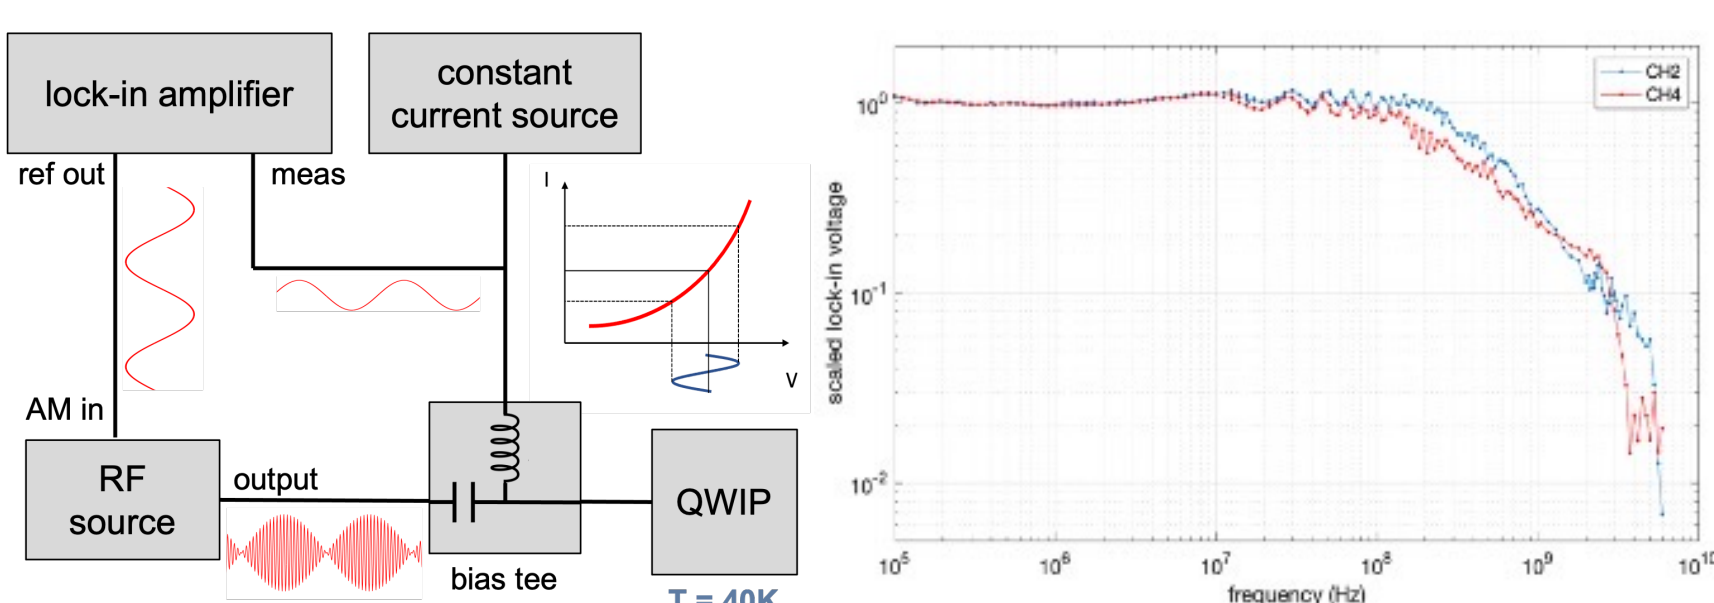 lock-in amplifier
constant
current source
ref out
meas
I
V
AM in
RF
source
output
bias tee
QWIP
T = 40K
CH2
CH4
scaled lock-in voltage
10^0
10^-1
10^-2
10^5
10^6
10^7
10^8
10^9
10^10
frequency (Hz)